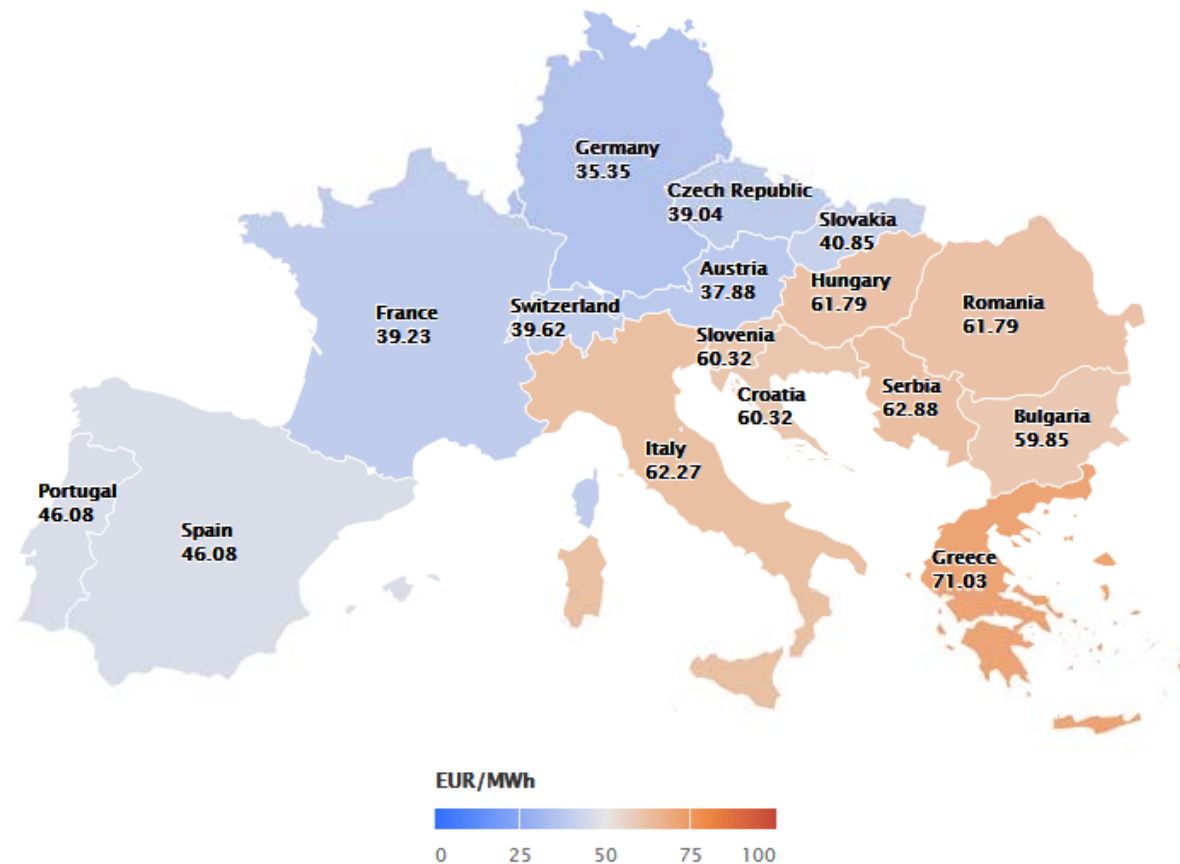 Germany
35.35
Czech Republic
39.04
Slovakia
40.85
Austria
37.88
Hungary
61.79
Romania
61.79
France
39.23
Switzerland
39.62
Slovenia
60.32
Croatia
60.32
Serbia
62.88
Bulgaria
59.85
Italy
62.27
Portugal
46.08
Spain
46.08
Greece
71.03
EUR/MWh
0 25 50 75 100